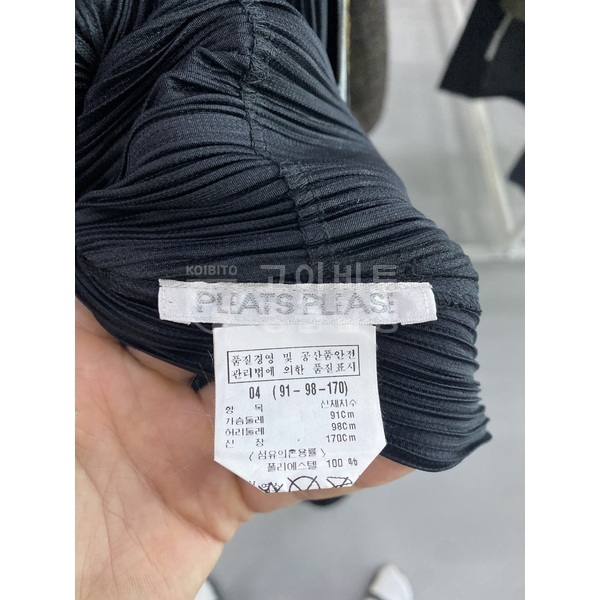 KOIBITO 고이비토
PLEATS PLEASE
품질경영 및 공산품안전
관리법에 의한 품질표시
04 (91-98-170)
항 목 신체치수
가슴둘레 91Cm
허리둘레 98Cm
신 장 170Cm
〈섬유의혼용률〉
폴리에스텔 100 %